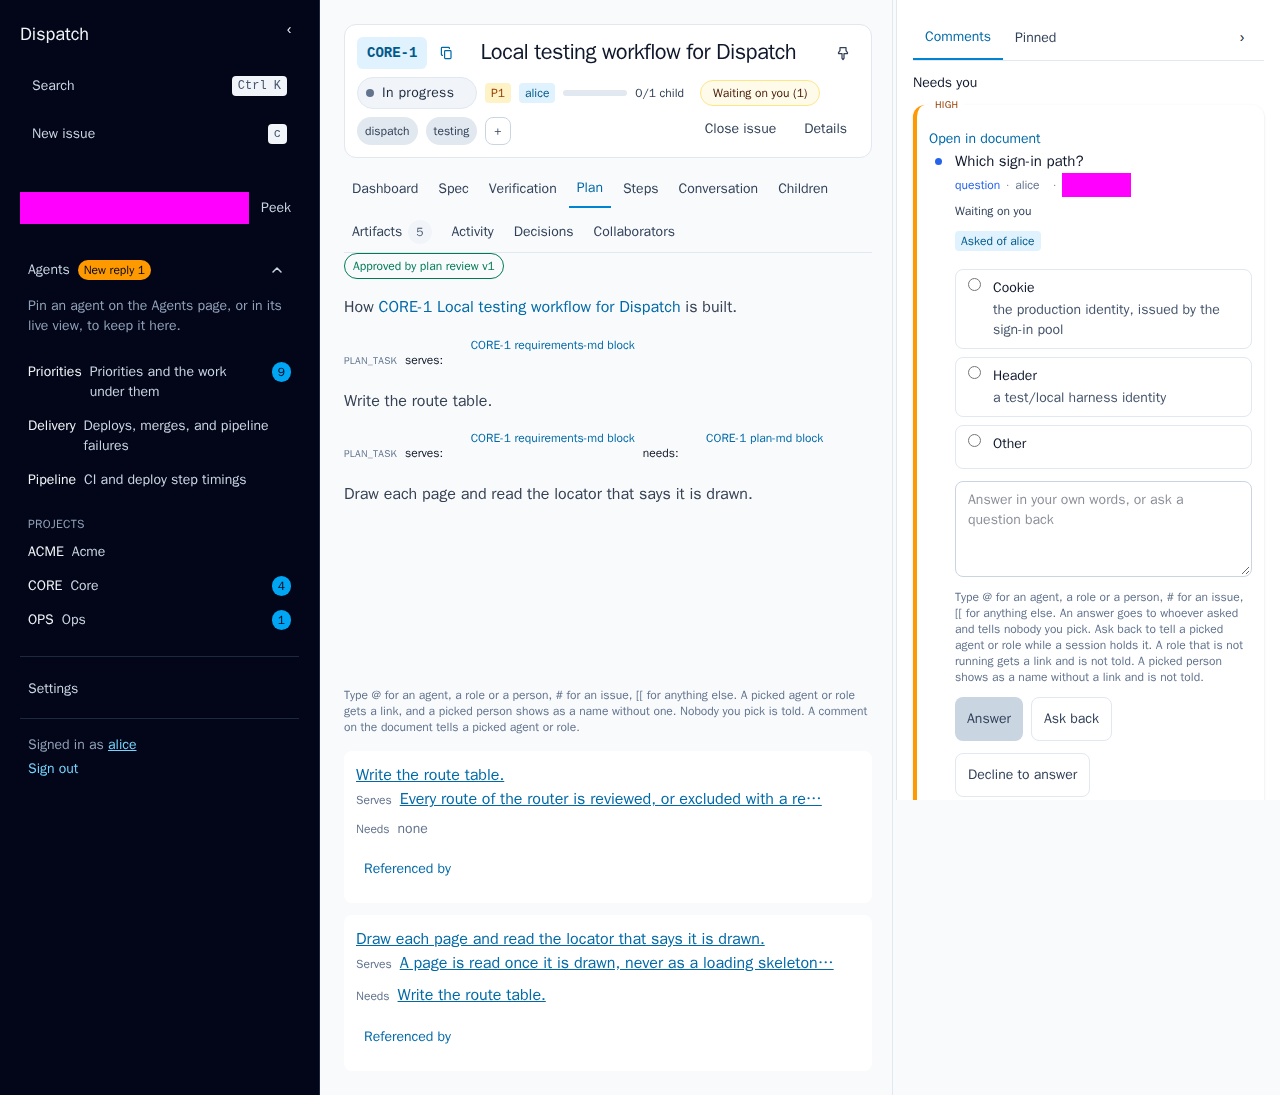 Dispatch
Search
Ctrl K
New issue
C
Peek
Agents
New reply 1
Pin an agent on the Agents page, or in its
live view, to keep it here.
Priorities
Priorities and the work
under them
9
Delivery
Deploys, merges, and pipeline
failures
Pipeline
CI and deploy step timings
PROJECTS
ACME Acme
CORE Core
4
OPS Ops
1
Settings
Signed in as alice
Sign out
CORE-1
Local testing workflow for Dispatch
In progress
P1
alice
0/1 child
Waiting on you (1)
dispatch
testing
+
Close issue
Details
Dashboard
Spec
Verification
Plan
Steps
Conversation
Children
Artifacts 5
Activity
Decisions
Collaborators
Approved by plan review v1
How CORE-1 Local testing workflow for Dispatch is built.
PLAN_TASK serves: CORE-1 requirements-md block
Write the route table.
PLAN_TASK serves: CORE-1 requirements-md block needs: CORE-1 plan-md block
Draw each page and read the locator that says it is drawn.
Type @ for an agent, a role or a person, # for an issue, [[ for anything else. A picked agent or role
gets a link, and a picked person shows as a name without one. Nobody you pick is told. A comment
on the document tells a picked agent or role.
Write the route table.
Serves Every route of the router is reviewed, or excluded with a re···
Needs none
Referenced by
Draw each page and read the locator that says it is drawn.
Serves A page is read once it is drawn, never as a loading skeleton···
Needs Write the route table.
Referenced by
Comments
Pinned
Needs you
HIGH
Open in document
Which sign-in path?
question · alice ·
Waiting on you
Asked of alice
Cookie
the production identity, issued by the
sign-in pool
Header
a test/local harness identity
Other
Answer in your own words, or ask a
question back
Type @ for an agent, a role or a person, # for an issue,
[[ for anything else. An answer goes to whoever asked
and tells nobody you pick. Ask back to tell a picked
agent or role while a session holds it. A role that is not
running gets a link and is not told. A picked person
shows as a name without a link and is not told.
Answer
Ask back
Decline to answer